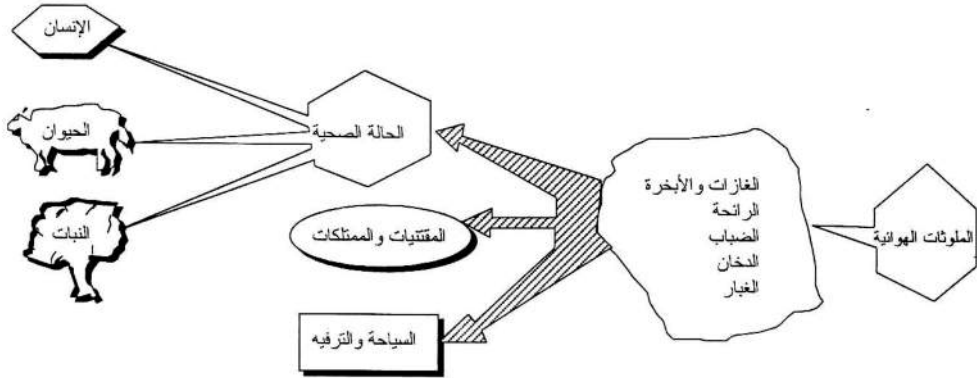 الملوثات الهوائية
الغازات والأبخرة
الرائحة
الضباب
الدخان
الغبار
الحالة الصحية
الإنسان
الحيوان
النبات
المقتنيات والممتلكات
السياحة والترفيه